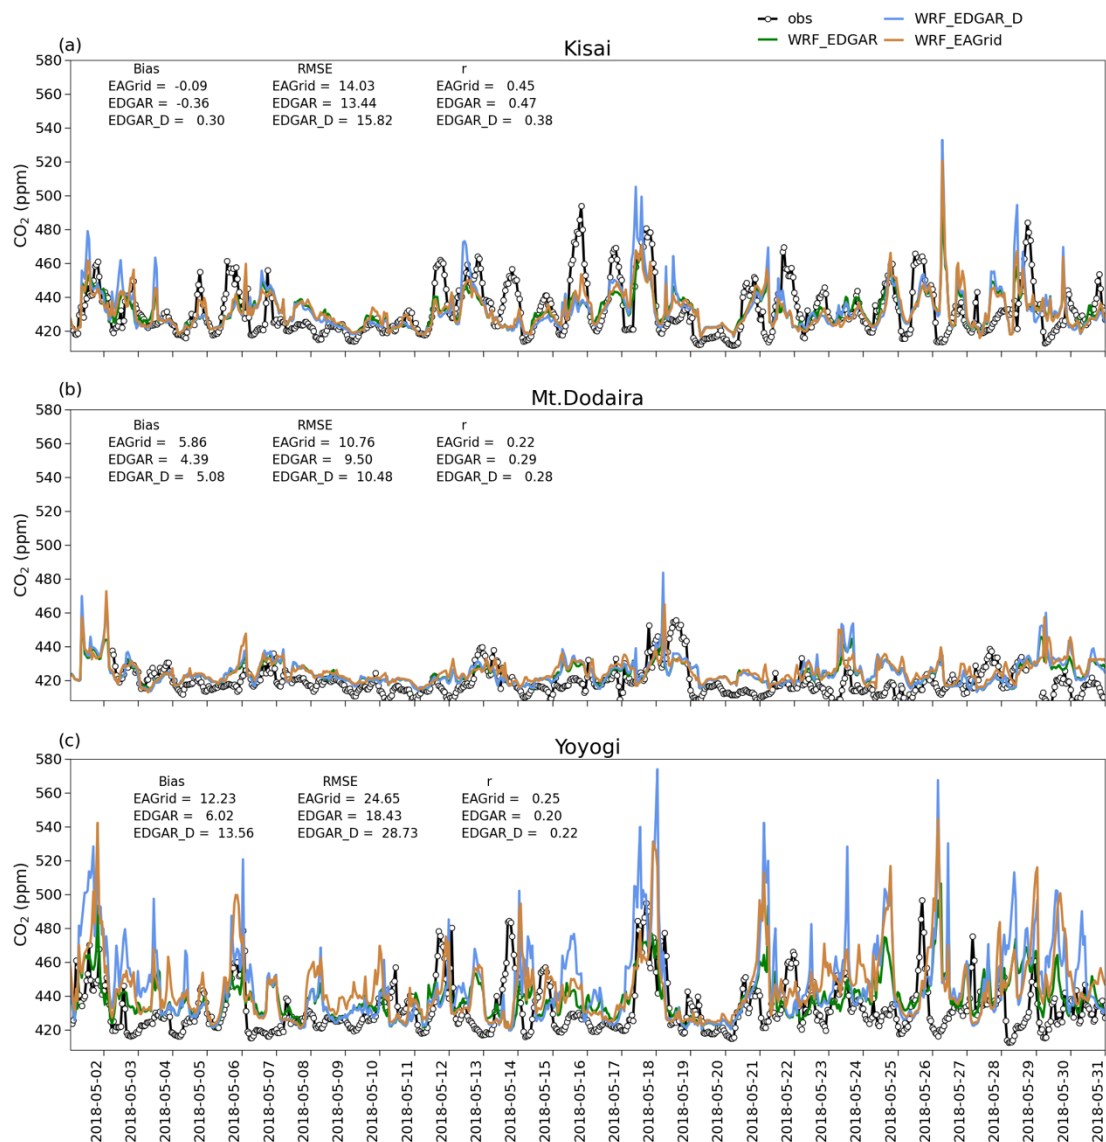 obs WRF_EDGAR_D
WRF_EDGAR WRF_EAGrid
(a)
Kisai
Bias RMSE r
EAGrid = -0.09 EAGrid = 14.03 EAGrid = 0.45
EDGAR = -0.36 EDGAR = 13.44 EDGAR = 0.47
EDGAR_D = 0.30 EDGAR_D = 15.82 EDGAR_D = 0.38
CO₂ (ppm)
580
560
540
520
500
480
460
440
420
(b)
Mt.Dodaira
Bias RMSE r
EAGrid = 5.86 EAGrid = 10.76 EAGrid = 0.22
EDGAR = 4.39 EDGAR = 9.50 EDGAR = 0.29
EDGAR_D = 5.08 EDGAR_D = 10.48 EDGAR_D = 0.28
CO₂ (ppm)
580
560
540
520
500
480
460
440
420
(c)
Yoyogi
Bias RMSE r
EAGrid = 12.23 EAGrid = 24.65 EAGrid = 0.25
EDGAR = 6.02 EDGAR = 18.43 EDGAR = 0.20
EDGAR_D = 13.56 EDGAR_D = 28.73 EDGAR_D = 0.22
CO₂ (ppm)
580
560
540
520
500
480
460
440
420
2018-05-02
2018-05-03
2018-05-04
2018-05-05
2018-05-06
2018-05-07
2018-05-08
2018-05-09
2018-05-10
2018-05-11
2018-05-12
2018-05-13
2018-05-14
2018-05-15
2018-05-16
2018-05-17
2018-05-18
2018-05-19
2018-05-20
2018-05-21
2018-05-22
2018-05-23
2018-05-24
2018-05-25
2018-05-26
2018-05-27
2018-05-28
2018-05-29
2018-05-30
2018-05-31